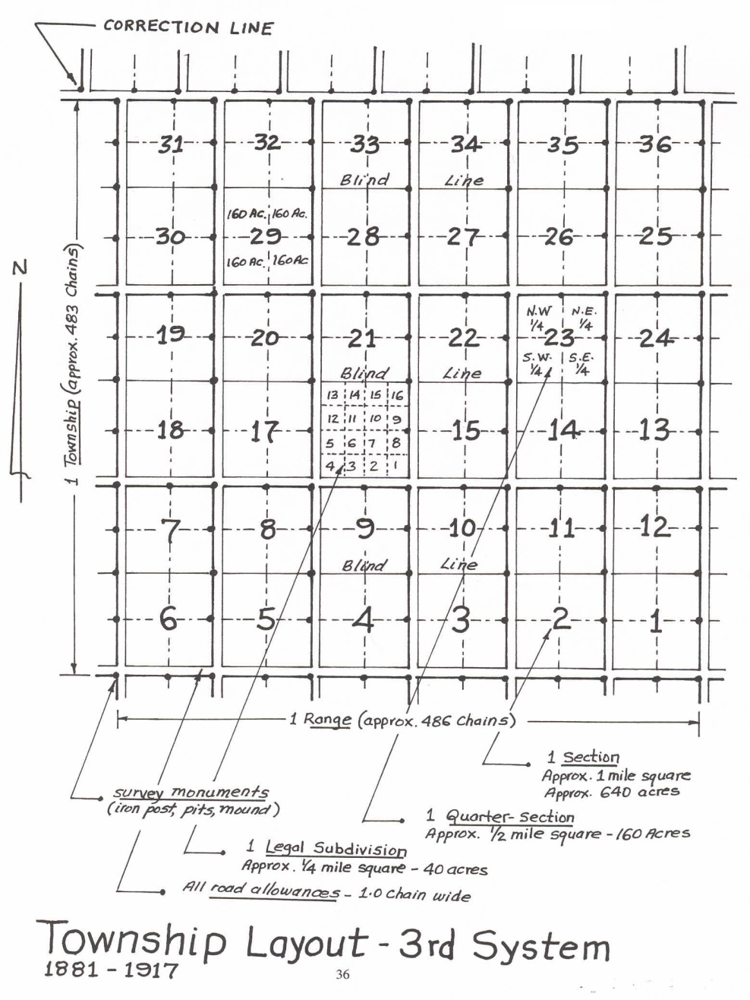 CORRECTION LINE
31 32 33 34 35 36
Blind Line
160 Ac. 160 Ac.
30 29 28 27 26 25
160 Ac. 160 Ac
N
1 Township (approx. 483 Chains)
N.W 1/4 N.E. 1/4
19 20 21 22 23 24
S.W. 1/4 S.E. 1/4
Blind Line
13 14 15 16
12 11 10 9
18 17 15 14 13
5 6 7 8
4 3 2 1
7 8 9 10 11 12
Blind Line
6 5 4 3 2 1
1 Range (approx. 486 Chains)
1 Section
Approx. 1 mile square
Approx. 640 acres
survey monuments
(iron post, pits, mound)
1 Quarter-section
Approx. 1/2 mile square - 160 Acres
1 Legal Subdivision
Approx. 1/4 mile square - 40 acres
All road allowances - 1.0 Chain wide
Township Layout - 3rd System
1881 - 1917
36